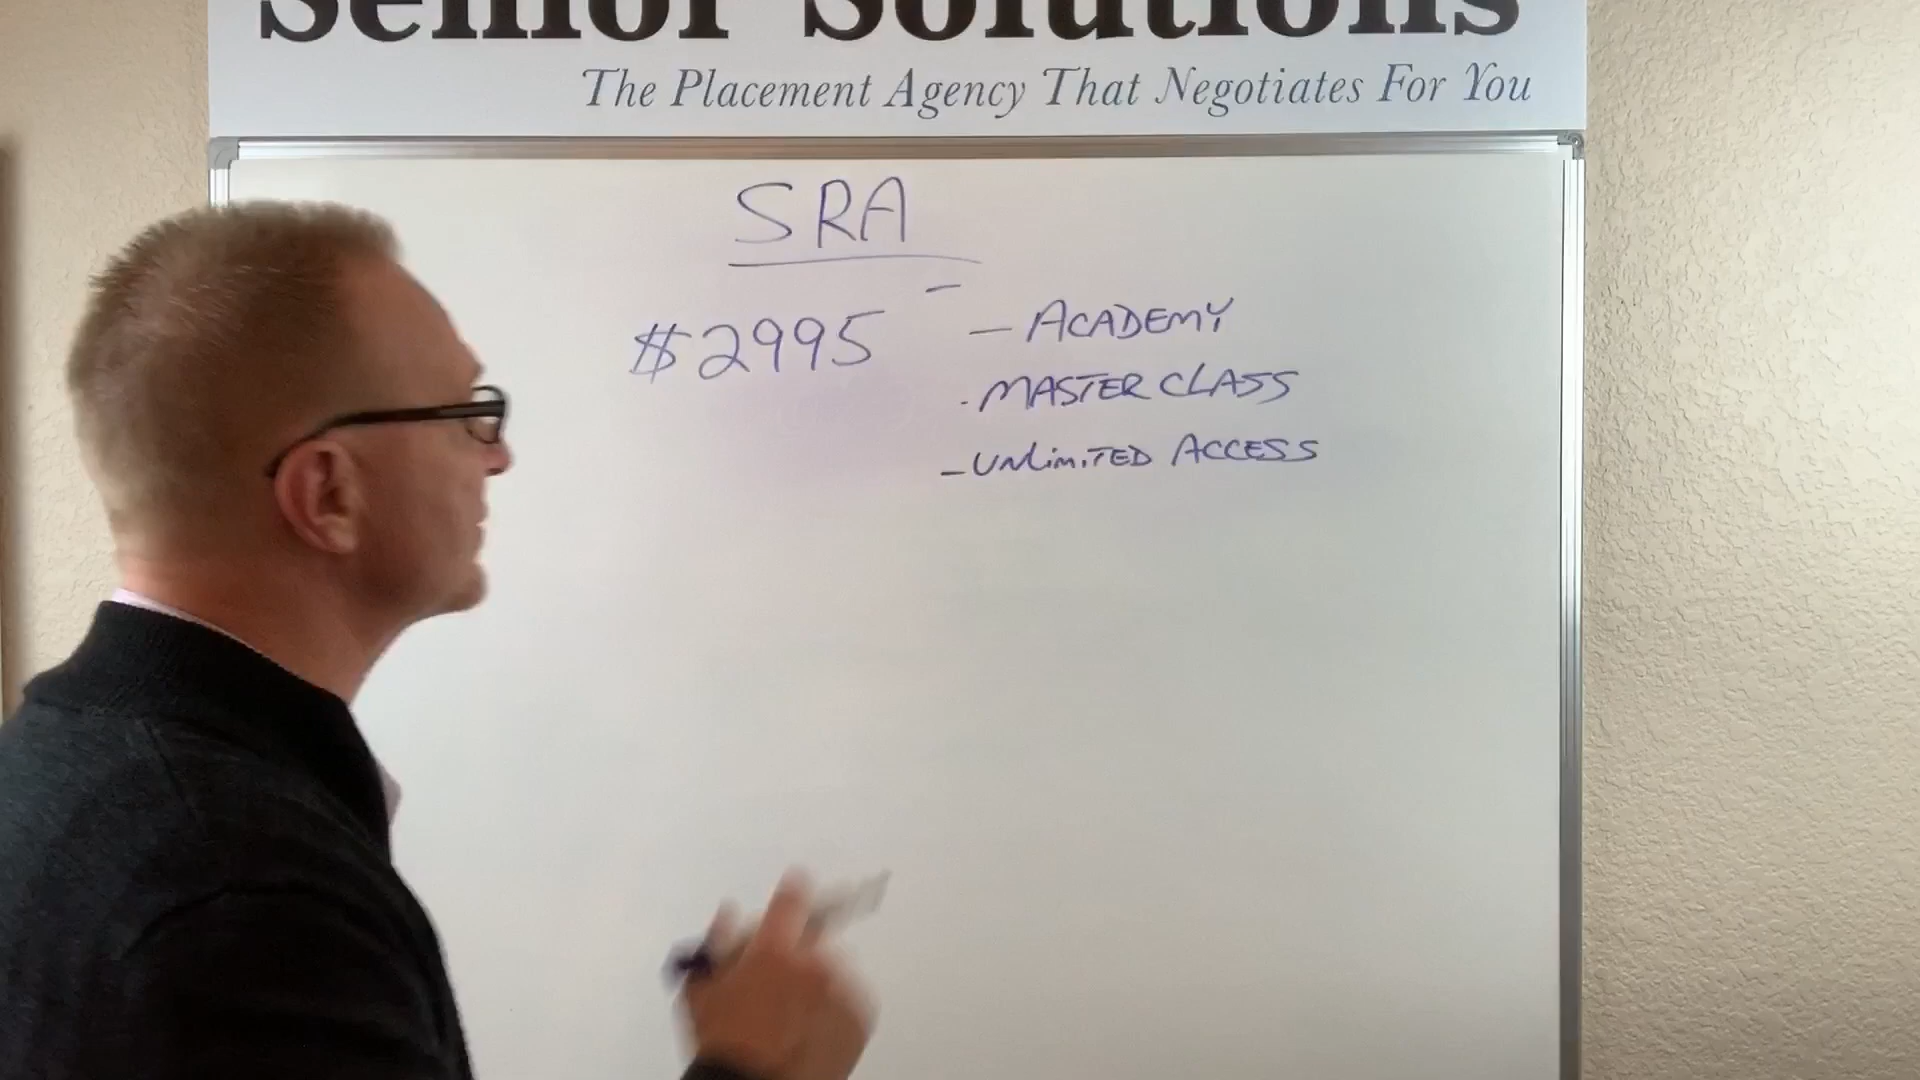 Senior Solutions
The Placement Agency That Negotiates For You
SRA
$2995
- ACADEMY
. MASTER CLASS
- UNLIMITED ACCESS